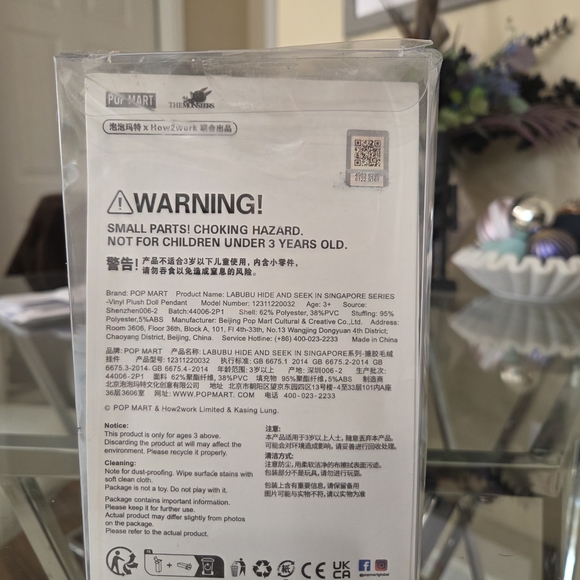 POP MART THE MONSTERS
泡泡玛特 x How2work 联合出品
WARNING!
SMALL PARTS! CHOKING HAZARD.
NOT FOR CHILDREN UNDER 3 YEARS OLD.
警告! 产品不适合3岁以下儿童使用，内含小零件，
请勿吞食以免造成窒息的风险。
Brand: POP MART Product Name: LABUBU HIDE AND SEEK IN SINGAPORE SERIES
-Vinyl Plush Doll Pendant Model Number: 12311220032 Age: 3+ Source:
Shenzhen006-2 Batch:44006-2P1 Shell: 62% Polyester, 38%PVC Stuffing: 95%
Polyester,5%ABS Manufacturer: Beijing Pop Mart Cultural & Creative Co.,Ltd. Address:
Room 3606, Floor 36th, Block A, 101, Fl 4th-33th, No.13 Wangjing Dongyuan 4th District;
Chaoyang District, Beijing, China. Service Hotline: (+86) 400-023-2233 Made in China
品牌: POP MART 产品名称: LABUBU HIDE AND SEEK IN SINGAPORE系列-搪胶毛绒
挂件 产品型号: 12311220032 执行标准: GB 6675.1 2014 GB 6675.2-2014 GB
6675.3-2014 GB 6675.4-2014 年龄范围: 3岁以上 产地: 深圳006-2 生产批次:
44006-2P1 面料 62%聚酯纤维, 38%PVC 填充物 95%聚酯纤维,5%ABS 制造商
北京泡泡玛特文化创意有限公司 地址 北京市朝阳区望京东园四区13号楼-4至33层101内A座
36层3606室 网址: WWW.POPMART.COM 电话 400-023-2233
© POP MART & How2work Limited & Kasing Lung.
Notice:
This product is only for ages 3 above.
Discarding the product at will may affect the
environment. Please recycle it properly.
Cleaning:
Note for dust-proofing. Wipe surface stains with
soft clean cloth.
Package is not a toy. Do not play with it.
Package contains important information.
Please keep it for further use.
Actual product may differ slightly from photos
on the package.
Please refer to the actual product.
注意:
本产品适用于3岁以上人士，随意丢弃本产品，
可能会对环境造成影响，请妥善进行回收处理。
清洁方式:
注意防尘，用柔软洁净的布擦拭表面污渍。
包装部分不是玩具，请勿进行玩耍。
包装上含有重要信息，请保留备用
图片可能与实物不符，请以实物为准
CE UK CA
@popmartglobal